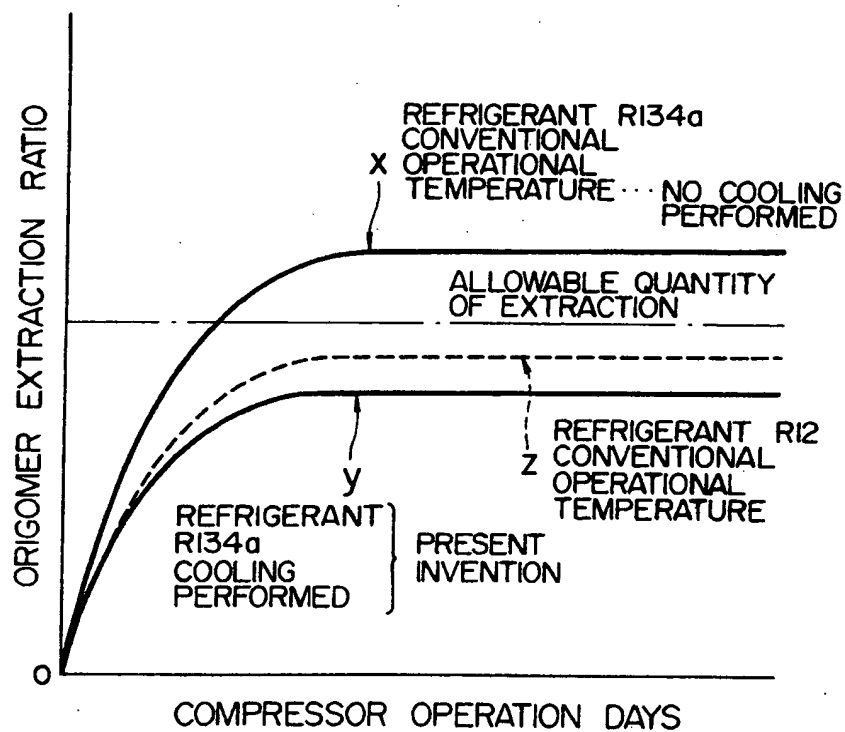 ORIGOMER EXTRACTION RATIO
REFRIGERANT R134a
CONVENTIONAL
x OPERATIONAL
TEMPERATURE ··· NO COOLING
PERFORMED
ALLOWABLE QUANTITY
OF EXTRACTION
REFRIGERANT R12
z CONVENTIONAL
OPERATIONAL
TEMPERATURE
y
REFRIGERANT
R134a
COOLING
PERFORMED
PRESENT
INVENTION
0
COMPRESSOR OPERATION DAYS